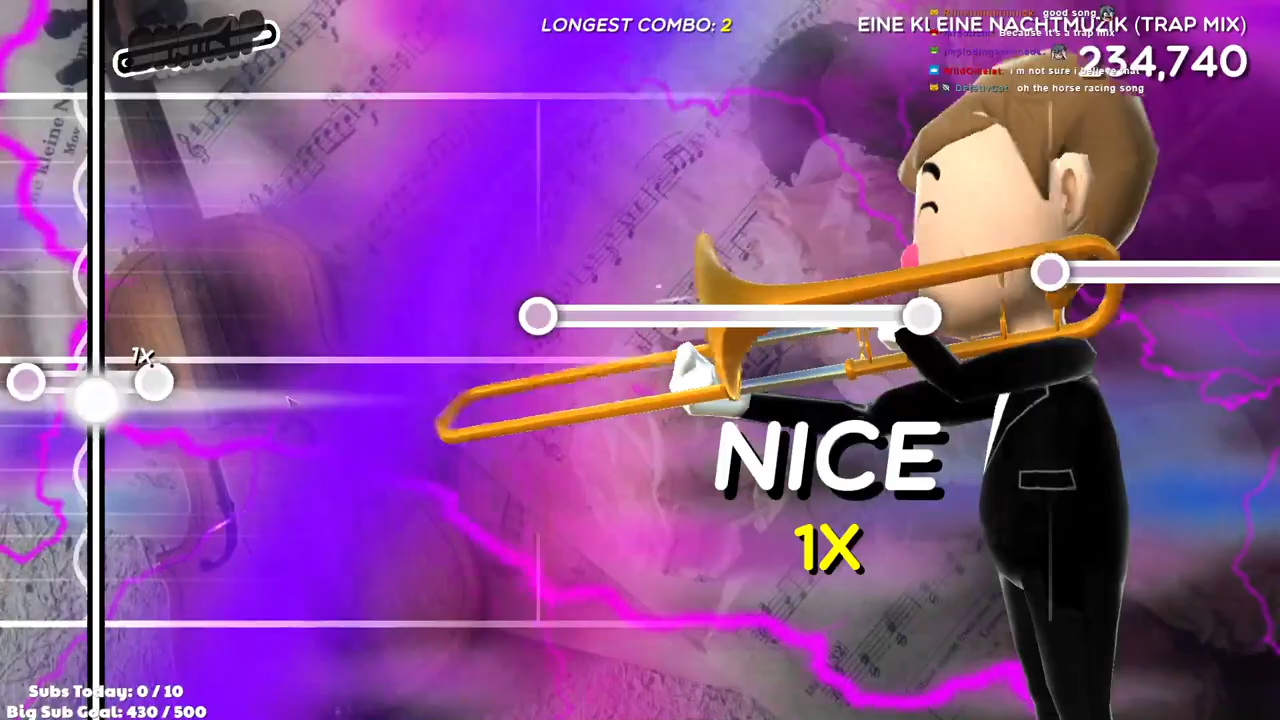 LONGEST COMBO: 2
EINE KLEINE NACHTMUZIK (TRAP MIX)
234,740
good song
Because it's a trap mix
i m not sure i believe that
oh the horse racing song
1X
NICE
1X
Subs Today: 0 / 10
Big Sub Goal: 430 / 500